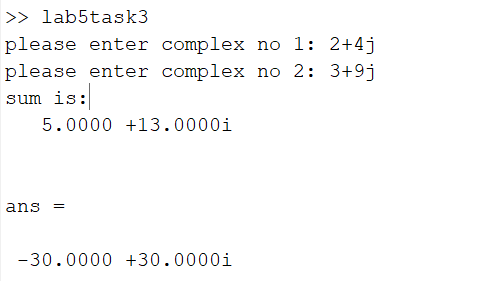 >> lab5task3
please enter complex no 1: 2+4j
please enter complex no 2: 3+9j
sum is:
5.0000 +13.0000i
ans =
-30.0000 +30.0000i